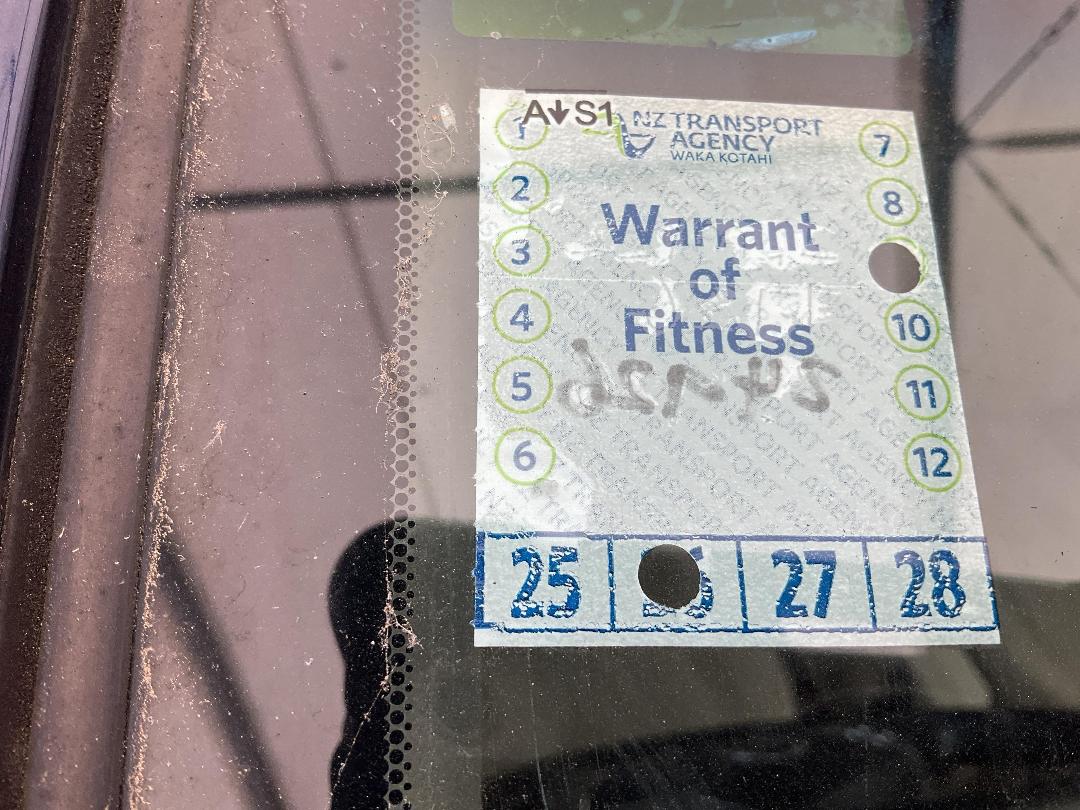 A↓S1
NZ TRANSPORT
AGENCY
WAKA KOTAHI
Warrant
of
Fitness
1
2
3
4
5
6
7
8
10
11
12
25
27
28